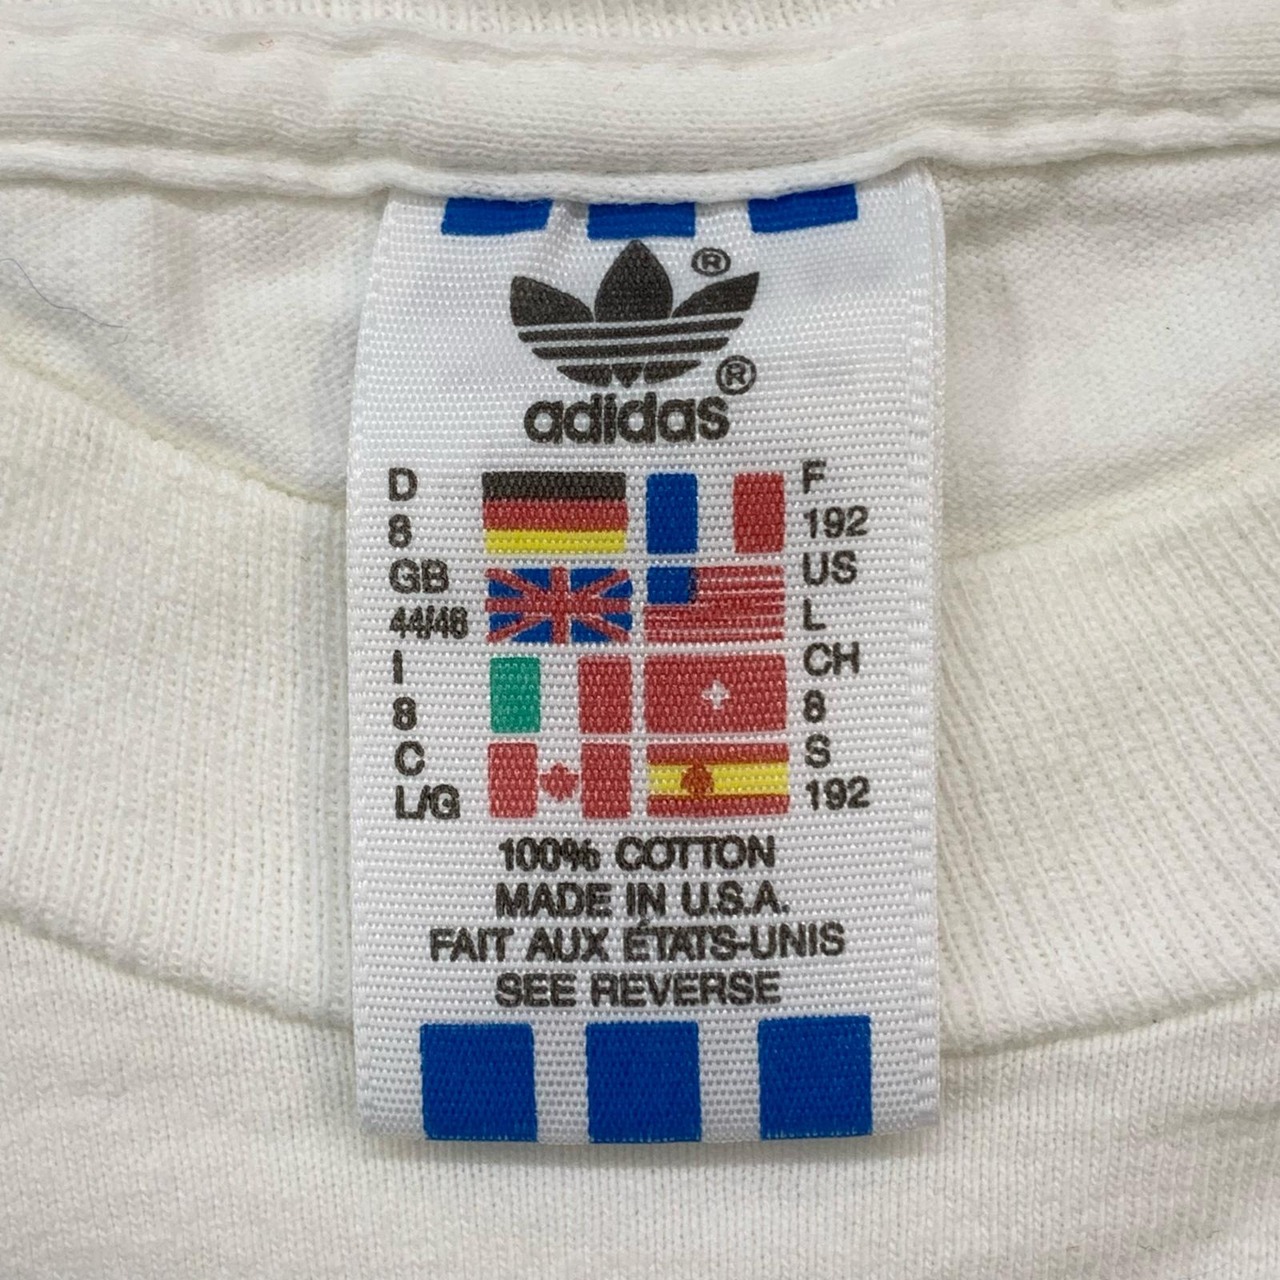 ®
®
adidas
D
8
GB
44/46
I
8
C
L/G
F
192
US
L
CH
8
S
192
100% COTTON
MADE IN U.S.A.
FAIT AUX ÉTATS-UNIS
SEE REVERSE